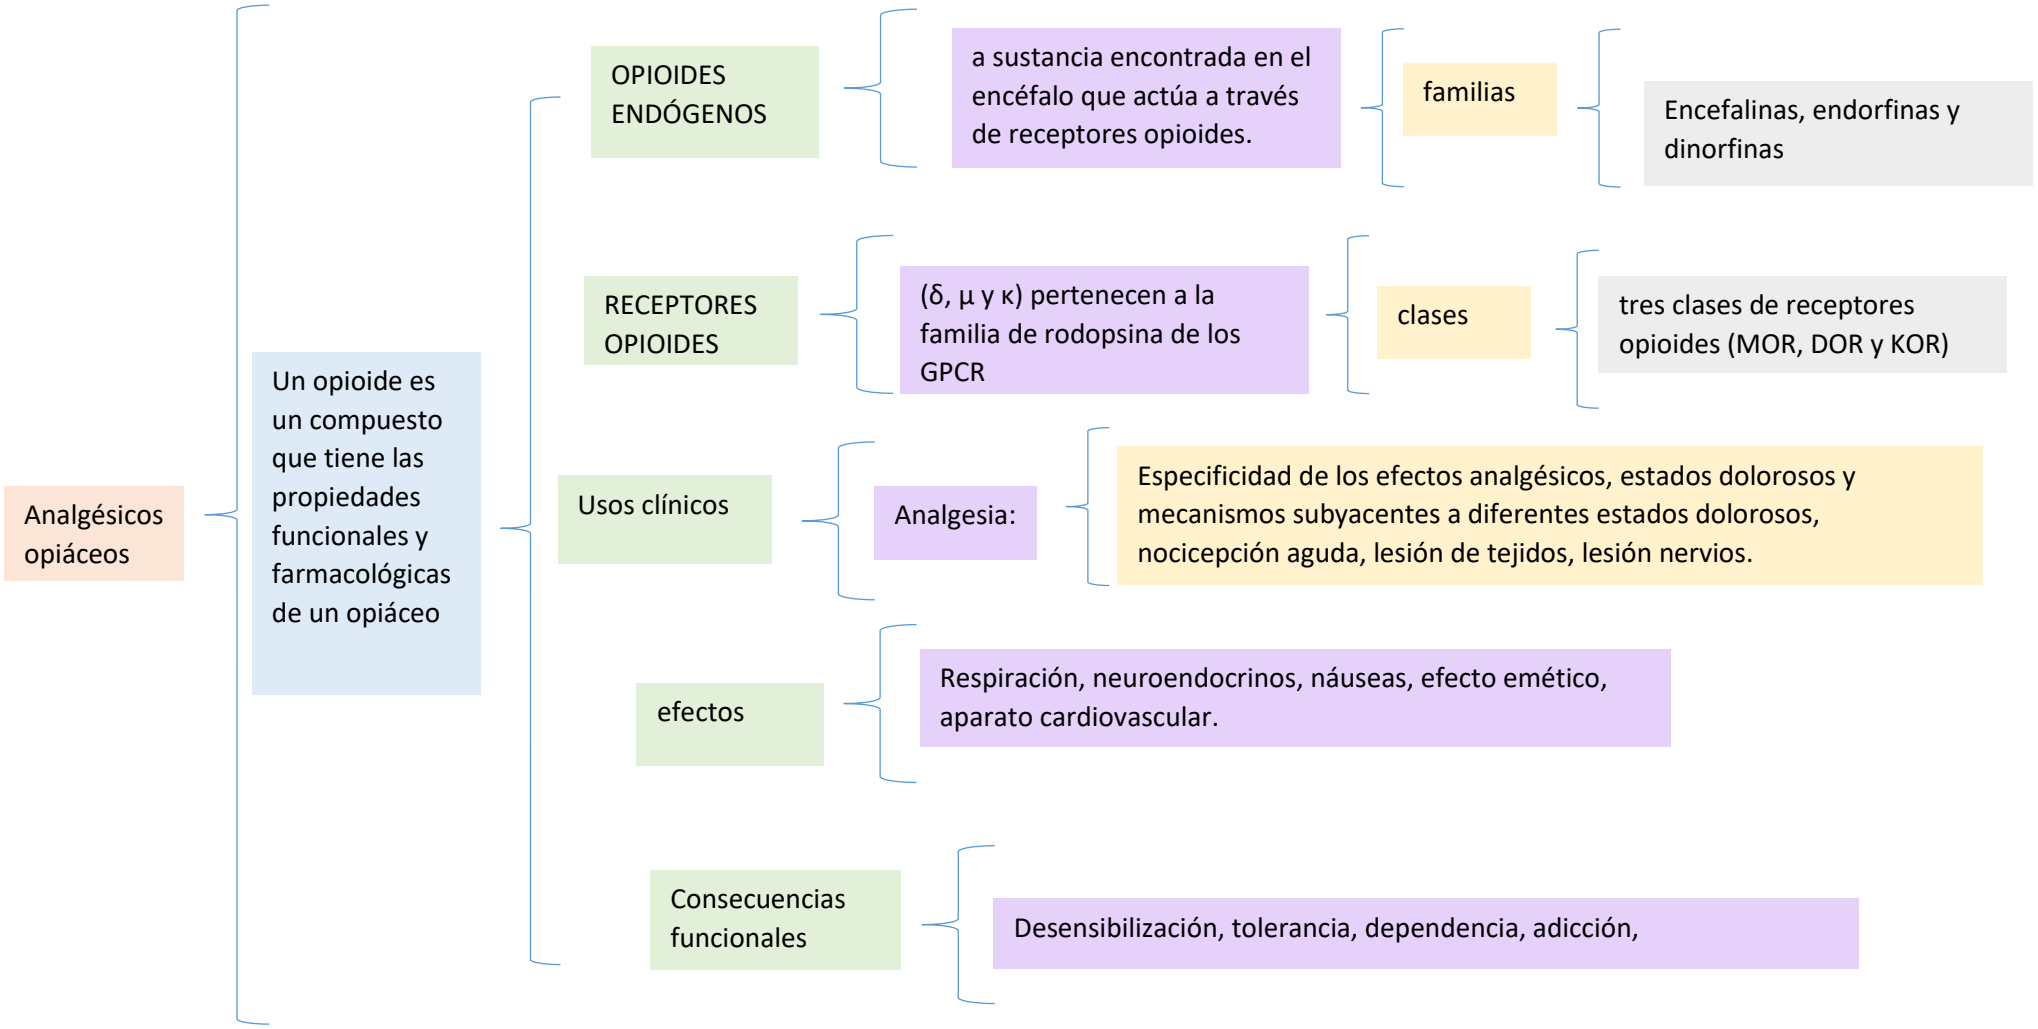 Analgésicos
opiáceos
Un opioide es
un compuesto
que tiene las
propiedades
funcionales y
farmacológicas
de un opiáceo
OPIOIDES
ENDÓGENOS
a sustancia encontrada en el
encéfalo que actúa a través
de receptores opioides.
familias
Encefalinas, endorfinas y
dinorfinas
RECEPTORES
OPIOIDES
(δ, μ y κ) pertenecen a la
familia de rodopsina de los
GPCR
clases
tres clases de receptores
opioides (MOR, DOR y KOR)
Usos clínicos
Analgesia:
Especificidad de los efectos analgésicos, estados dolorosos y
mecanismos subyacentes a diferentes estados dolorosos,
nocicepción aguda, lesión de tejidos, lesión nervios.
efectos
Respiración, neuroendocrinos, náuseas, efecto emético,
aparato cardiovascular.
Consecuencias
funcionales
Desensibilización, tolerancia, dependencia, adicción,